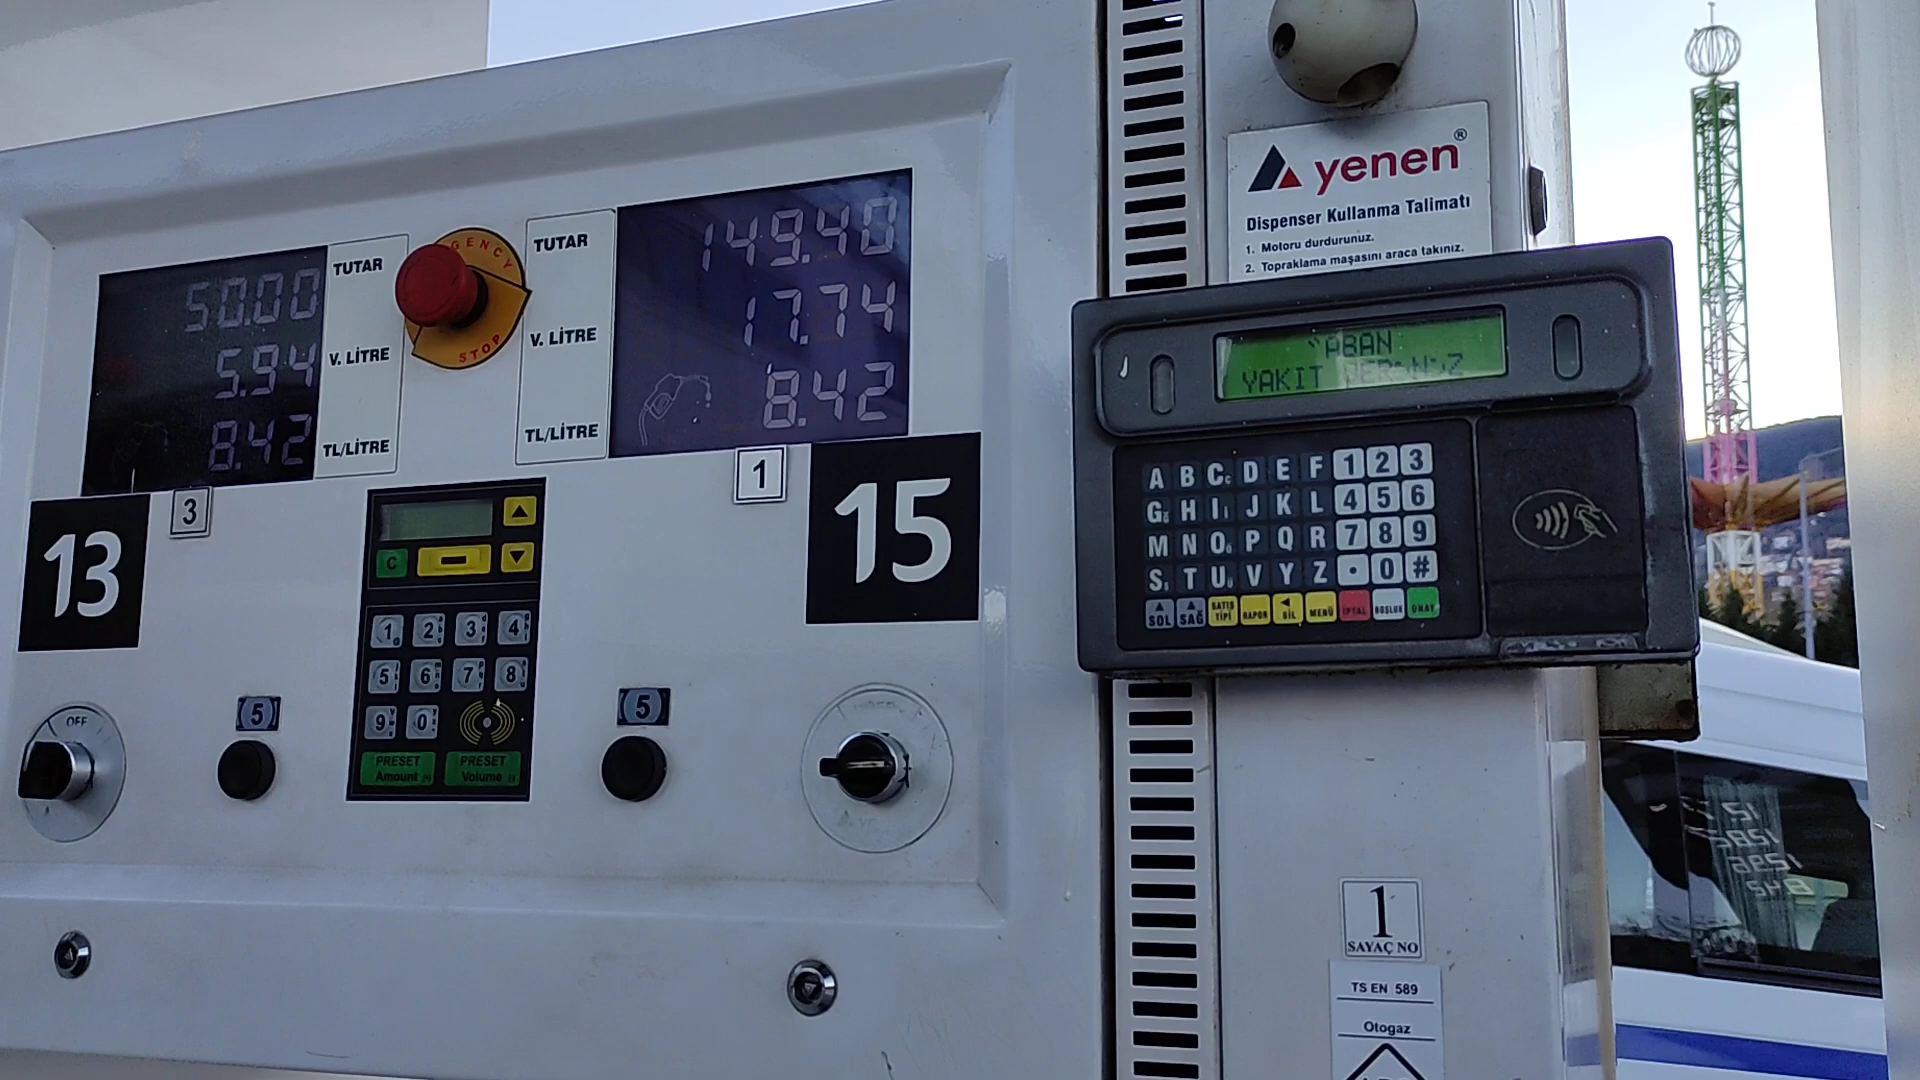 50.00
5.94
8.42
TUTAR
V. LİTRE
TL/LİTRE
GENCY
STOP
TUTAR
V. LİTRE
TL/LİTRE
149.40
17.74
8.42
3
1
13
15
C
1 2 3 4
5 6 7 8
9 0
PRESET
Amount
PRESET
Volume
OFF
5
5
yenen®
Dispenser Kullanma Talimatı
1. Motoru durdurunuz.
2. Topraklama maşasını araca takınız.
ABAN
YAKIT
A B C D E F 1 2 3
G H I J K L 4 5 6
M N O P Q R 7 8 9
S T U V Y Z . 0 #
SOL SAĞ SATIŞ TİPİ RAPOR SİL MENÜ İPTAL BOŞLUK ONAY
1
SAYAÇ NO
TS EN 589
Otogaz